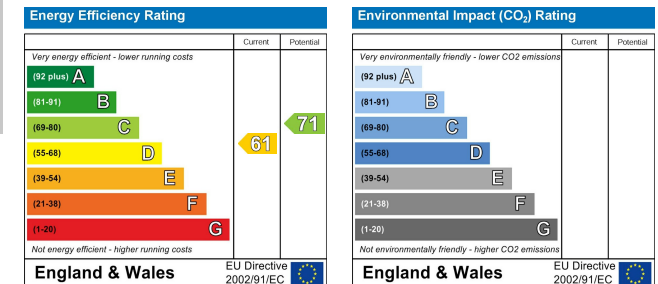 Energy Efficiency Rating
Current Potential
Very energy efficient - lower running costs
(92 plus) A
(81-91) B
(69-80) C
(55-68) D
(39-54) E
(21-38) F
(1-20) G
61
71
Not energy efficient - higher running costs
England & Wales
EU Directive
2002/91/EC
Environmental Impact (CO₂) Rating
Current Potential
Very environmentally friendly - lower CO2 emissions
(92 plus) A
(81-91) B
(69-80) C
(55-68) D
(39-54) E
(21-38) F
(1-20) G
Not environmentally friendly - higher CO2 emissions
England & Wales
EU Directive
2002/91/EC